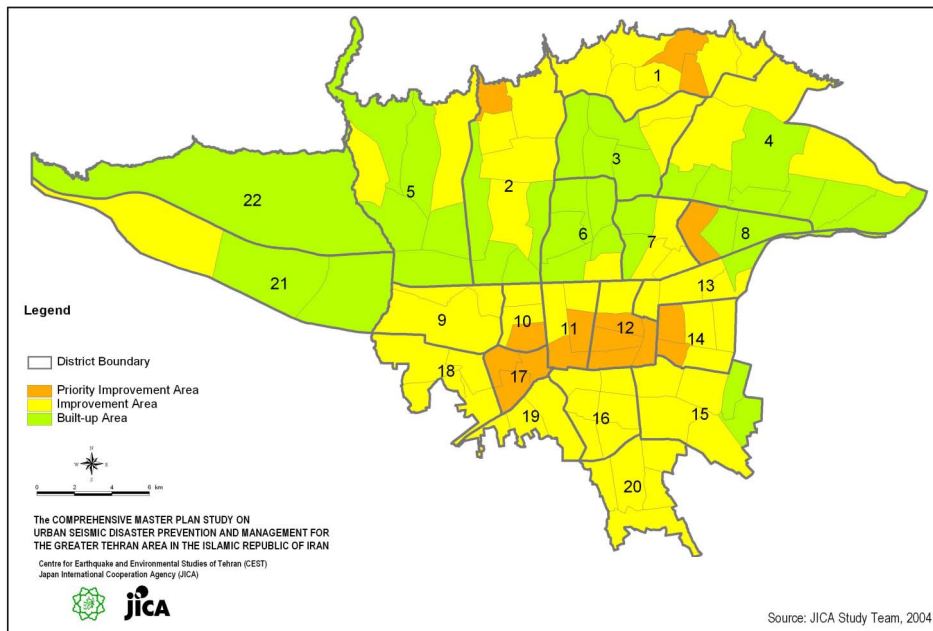 1
4
3
2
5
22
6
7
8
21
13
9
10
11
12
14
18
17
15
19
16
20
Legend
District Boundary
Priority Improvement Area
Improvement Area
Built-up Area
N
W E
S
0 2 4 6 km
The COMPREHENSIVE MASTER PLAN STUDY ON
URBAN SEISMIC DISASTER PREVENTION AND MANAGEMENT FOR
THE GREATER TEHRAN AREA IN THE ISLAMIC REPUBLIC OF IRAN
Centre for Earthquake and Environmental Studies of Tehran (CEST)
Japan International Cooperation Agency (JICA)
JICA
Source: JICA Study Team, 2004